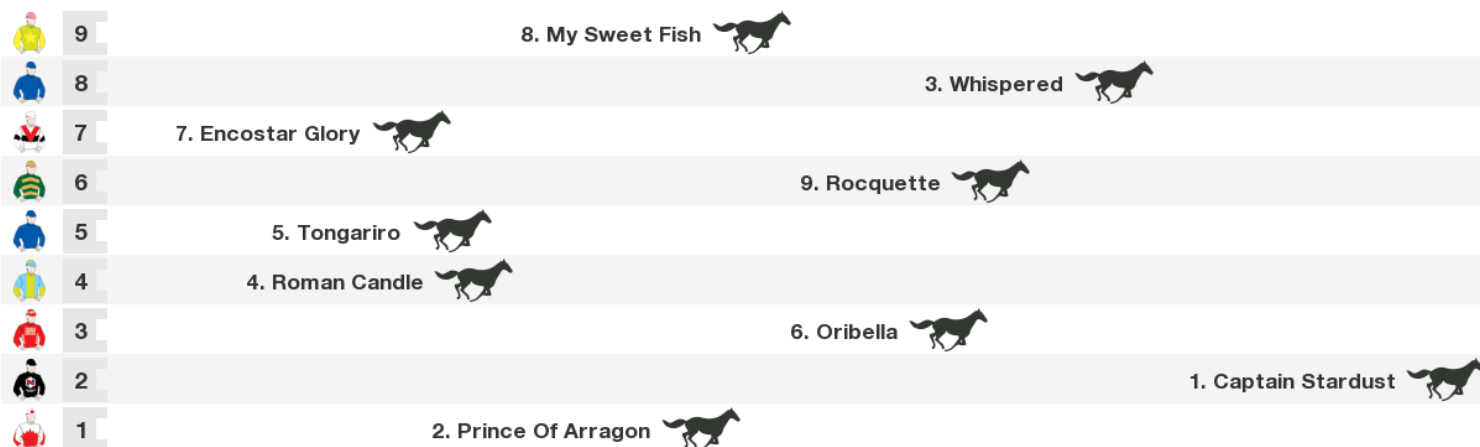 9 8. My Sweet Fish
8 3. Whispered
7 7. Encostar Glory
6 9. Rocquette
5 5. Tongariro
4 4. Roman Candle
3 6. Oribella
2 1. Captain Stardust
1 2. Prince Of Arragon